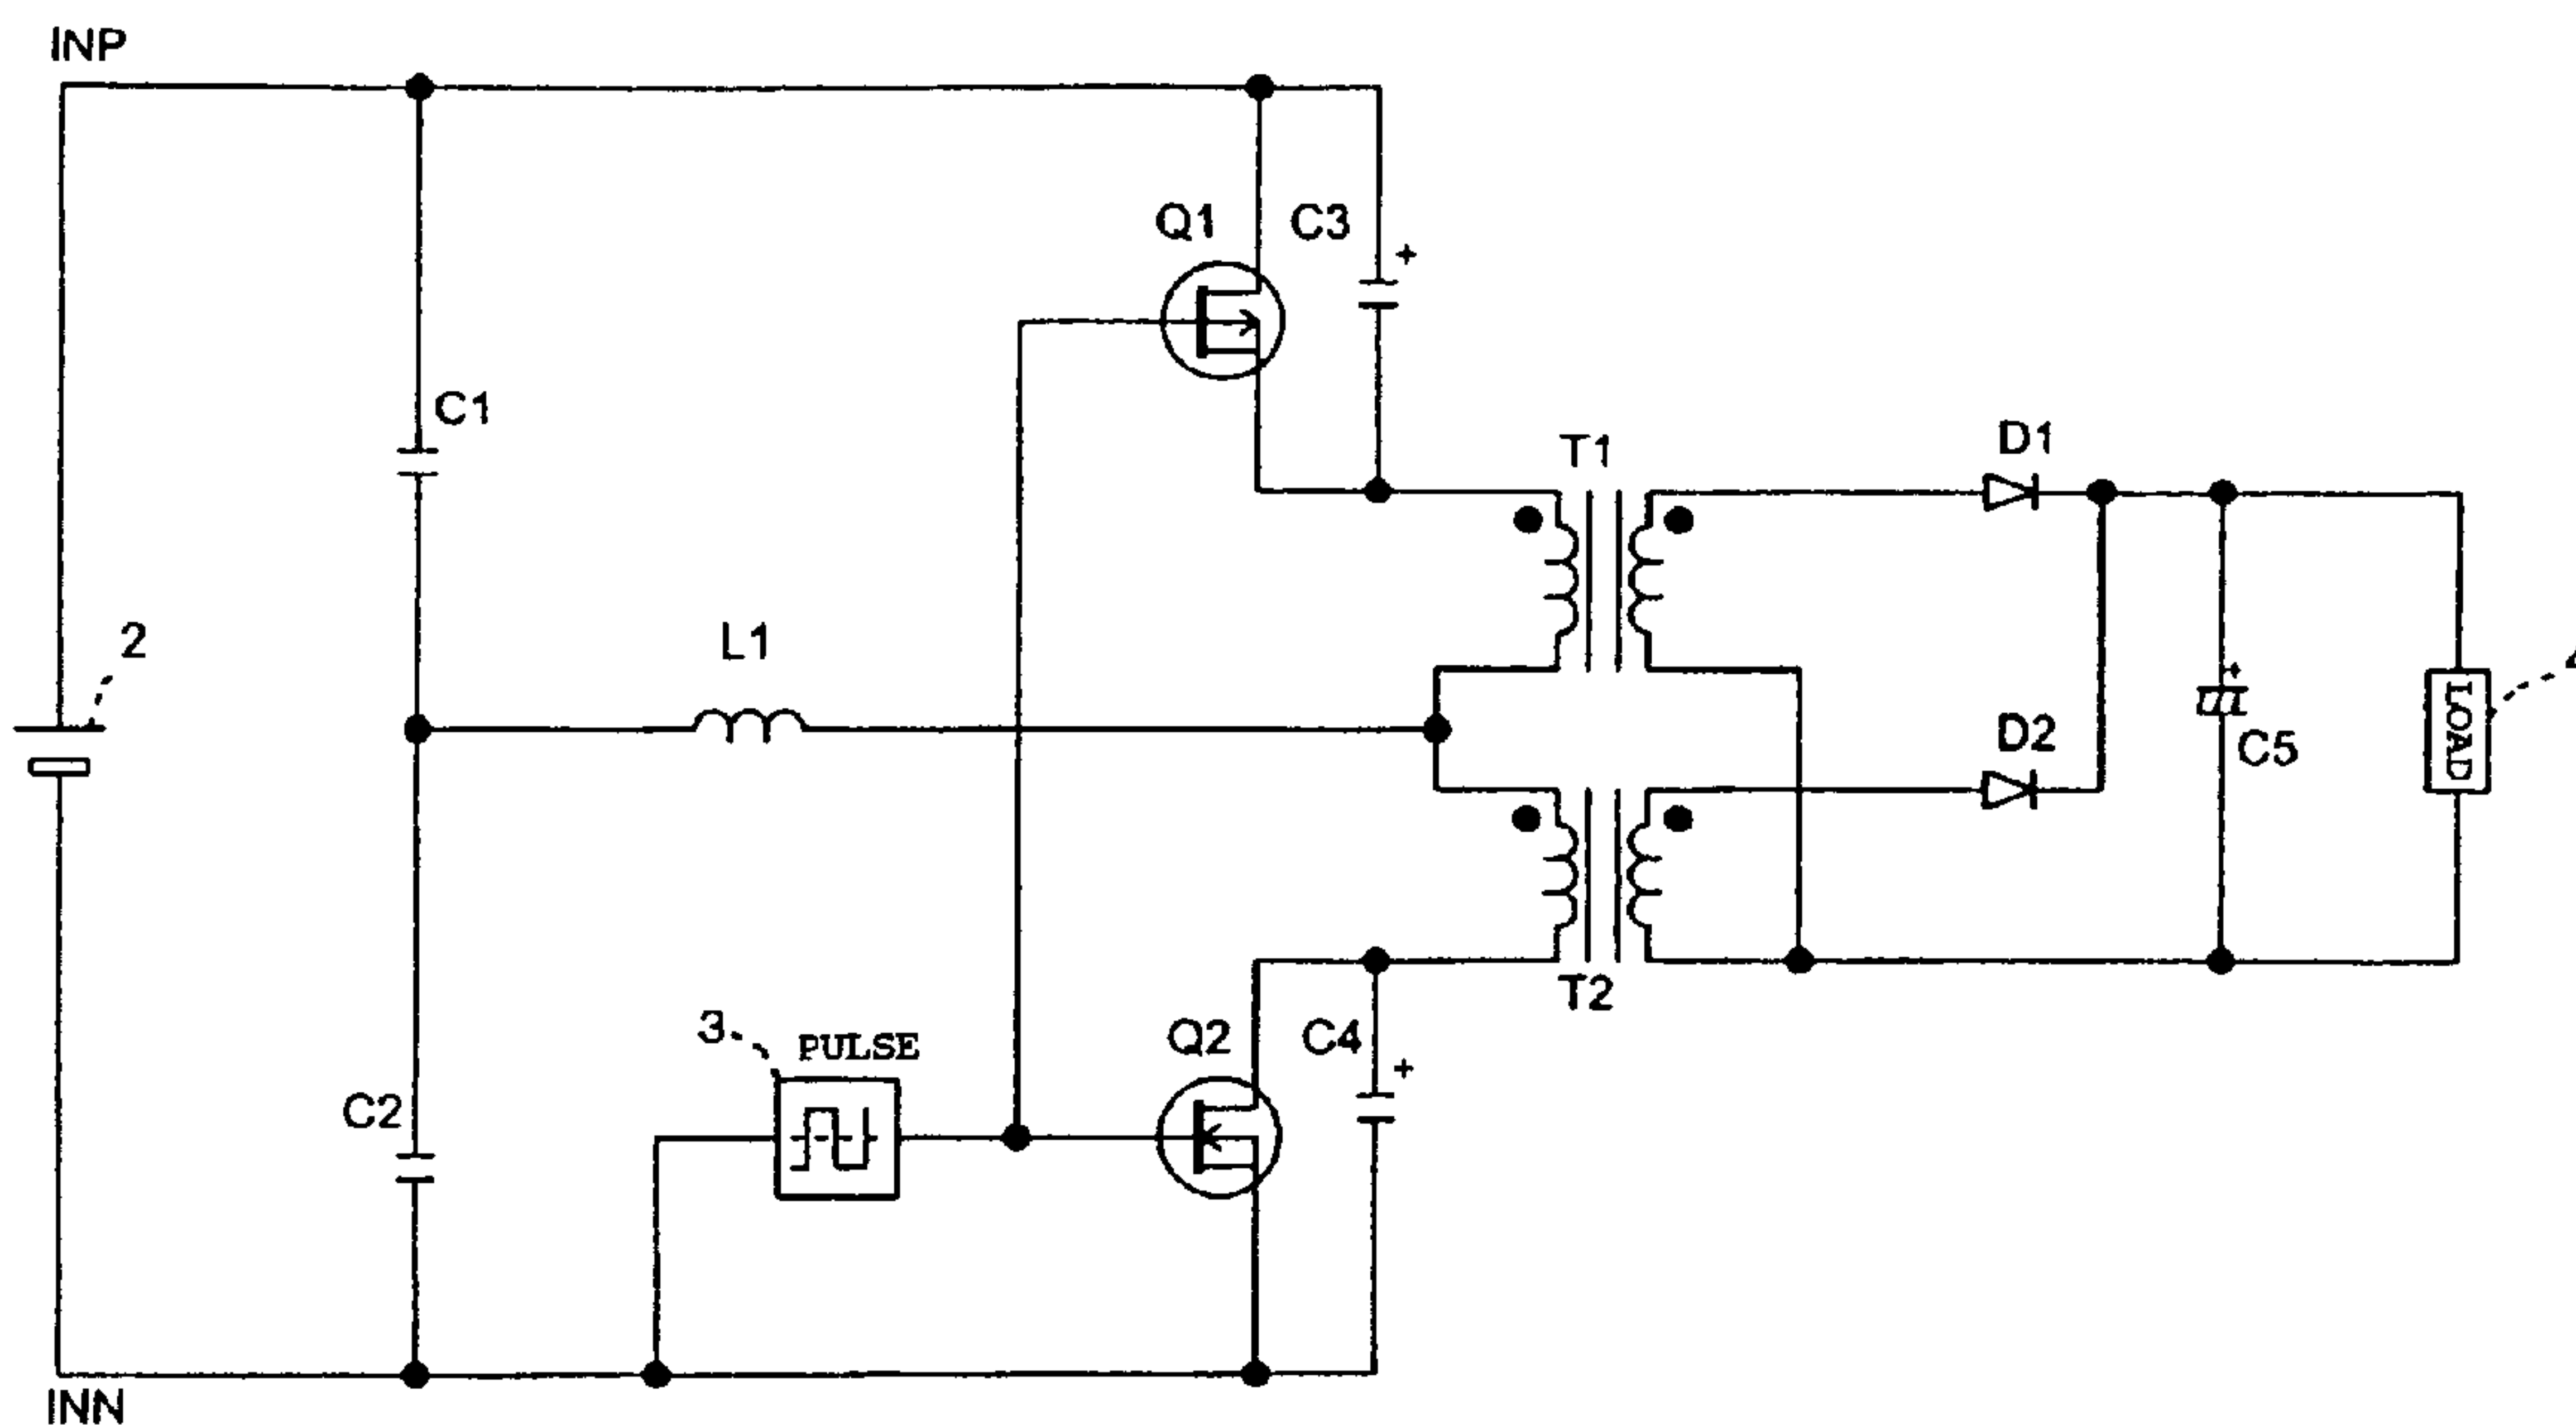 INP
Q1
C3
+
C1
T1
D1
2
L1
LOAD
+
D2
C5
T2
3
PULSE
Q2
C4
+
C2
INN